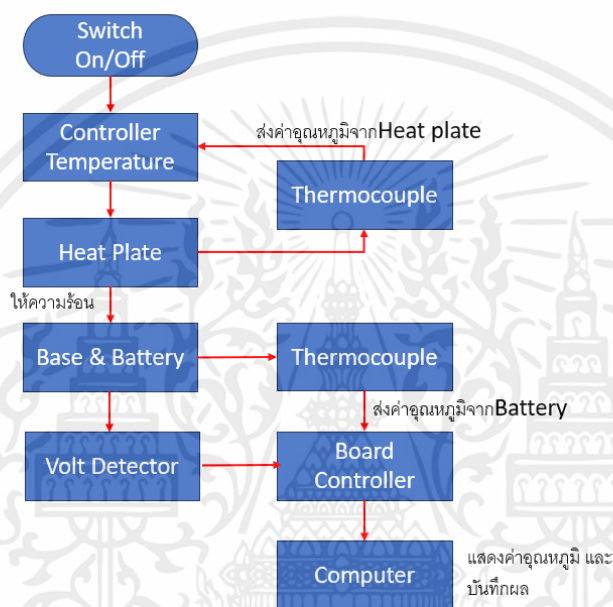 Switch
On/Off
Controller
Temperature
ส่งค่าอุณหภูมิจากHeat plate
Thermocouple
Heat Plate
ให้ความร้อน
Base & Battery
Thermocouple
ส่งค่าอุณหภูมิจากBattery
Volt Detector
Board
Controller
Computer
แสดงค่าอุณหภูมิ และ
บันทึกผล